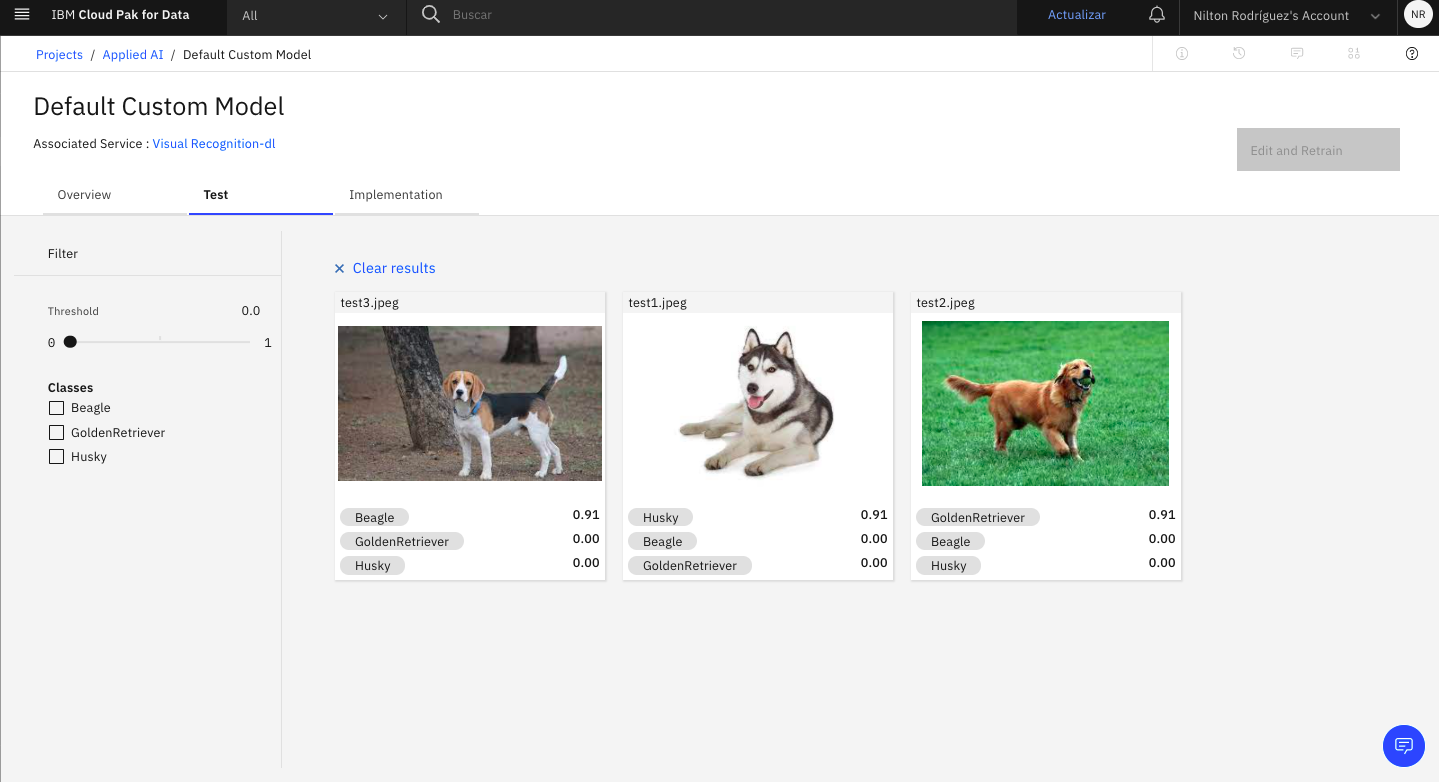 IBM Cloud Pak for Data All Buscar Actualizar Nilton Rodríguez's Account NR
Projects / Applied AI / Default Custom Model
Default Custom Model
Associated Service : Visual Recognition-dl
Edit and Retrain
Overview Test Implementation
Filter
Threshold 0.0
0 1
Classes
Beagle
GoldenRetriever
Husky
Clear results
test3.jpeg
Beagle 0.91
GoldenRetriever 0.00
Husky 0.00
test1.jpeg
Husky 0.91
Beagle 0.00
GoldenRetriever 0.00
test2.jpeg
GoldenRetriever 0.91
Beagle 0.00
Husky 0.00